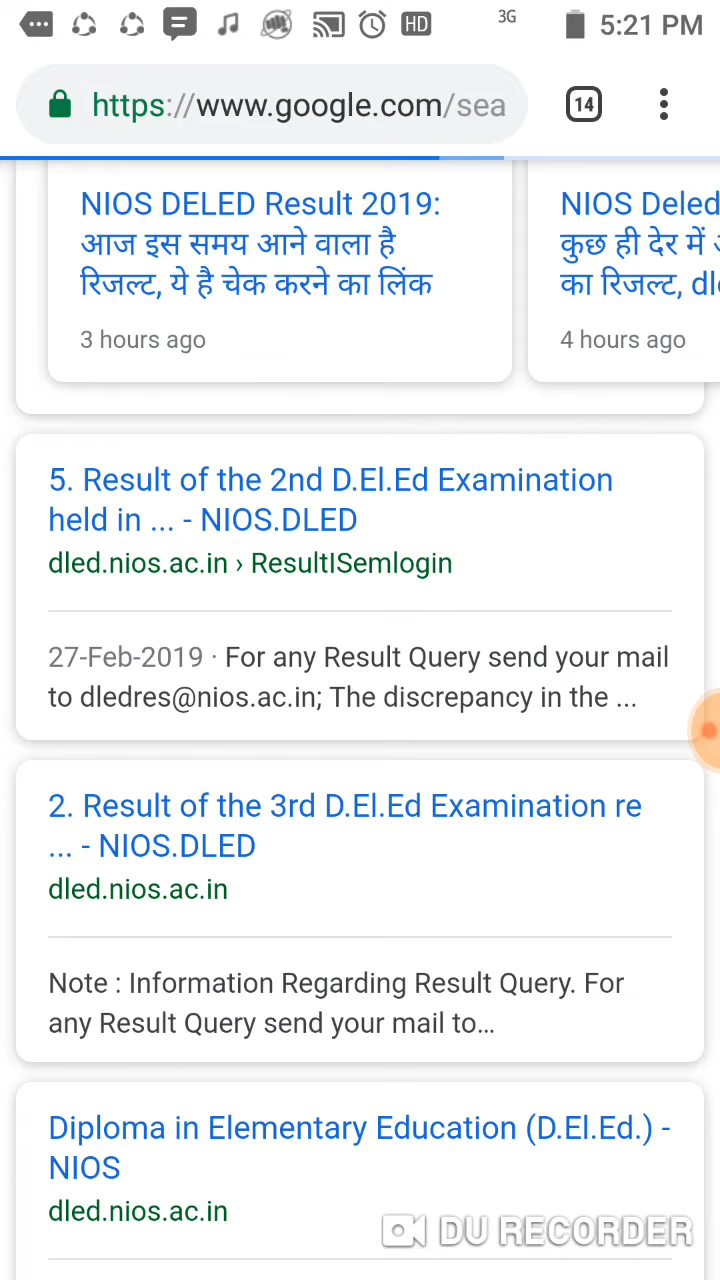 HD
3G
5:21 PM
https://www.google.com/sea
14
NIOS DELED Result 2019:
आज इस समय आने वाला है
रिजल्ट, ये है चेक करने का लिंक
3 hours ago
NIOS Deled
कुछ ही देर में
का रिजल्ट,
4 hours ago
5. Result of the 2nd D.El.Ed Examination
held in ... - NIOS.DLED
dled.nios.ac.in › ResultISemlogin
27-Feb-2019 · For any Result Query send your mail
to dledres@nios.ac.in; The discrepancy in the ...
2. Result of the 3rd D.El.Ed Examination re
... - NIOS.DLED
dled.nios.ac.in
Note : Information Regarding Result Query. For
any Result Query send your mail to...
Diploma in Elementary Education (D.El.Ed.) -
NIOS
dled.nios.ac.in
DU RECORDER